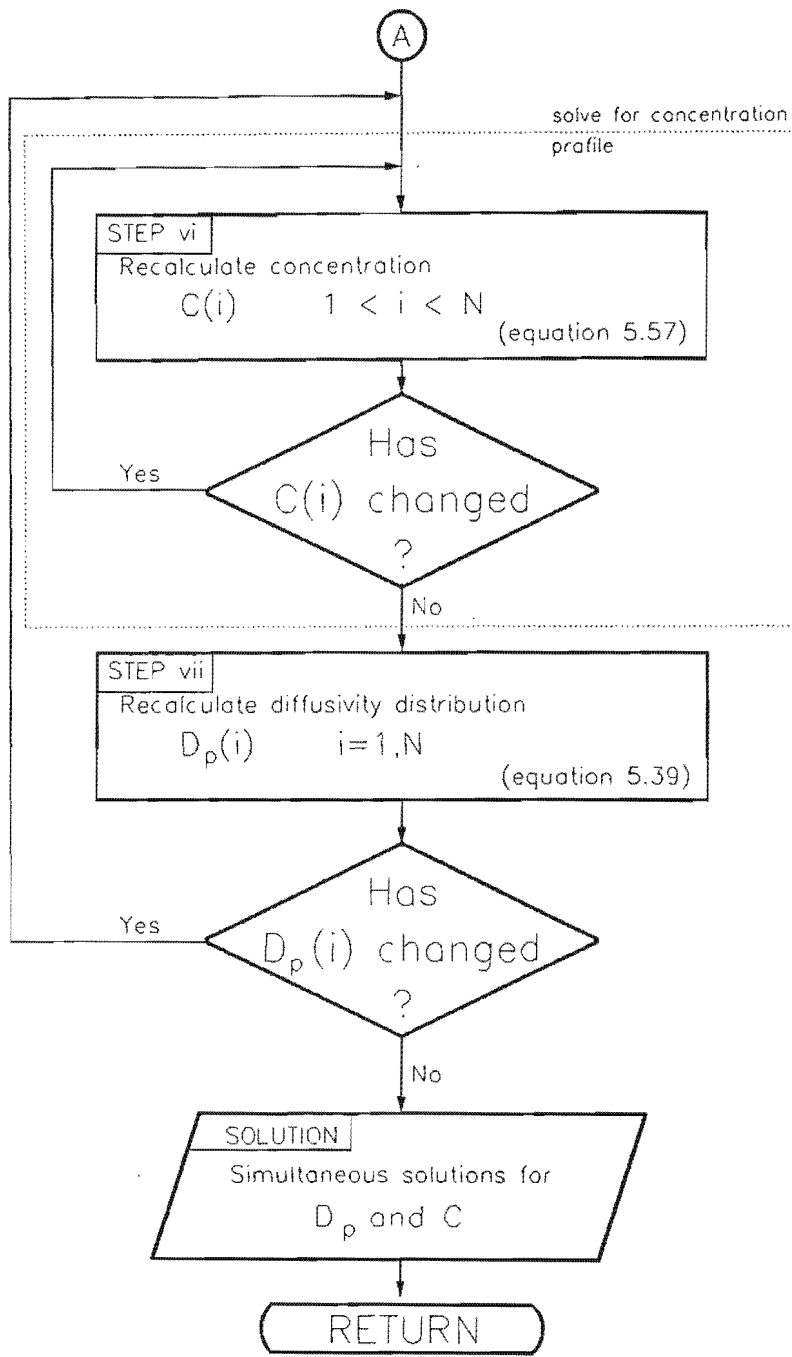 A
solve for concentration
prafile
STEP vi
Recalculate concentration
C(i) 1 < i < N
(equation 5.57)
Has
C(i) changed
?
Yes
No
STEP vii
Recalculate diffusivity distribution
Dp(i) i=1,N
(equation 5.39)
Has
Dp(i) changed
?
Yes
No
SOLUTION
Simultaneous solutions for
Dp and C
RETURN